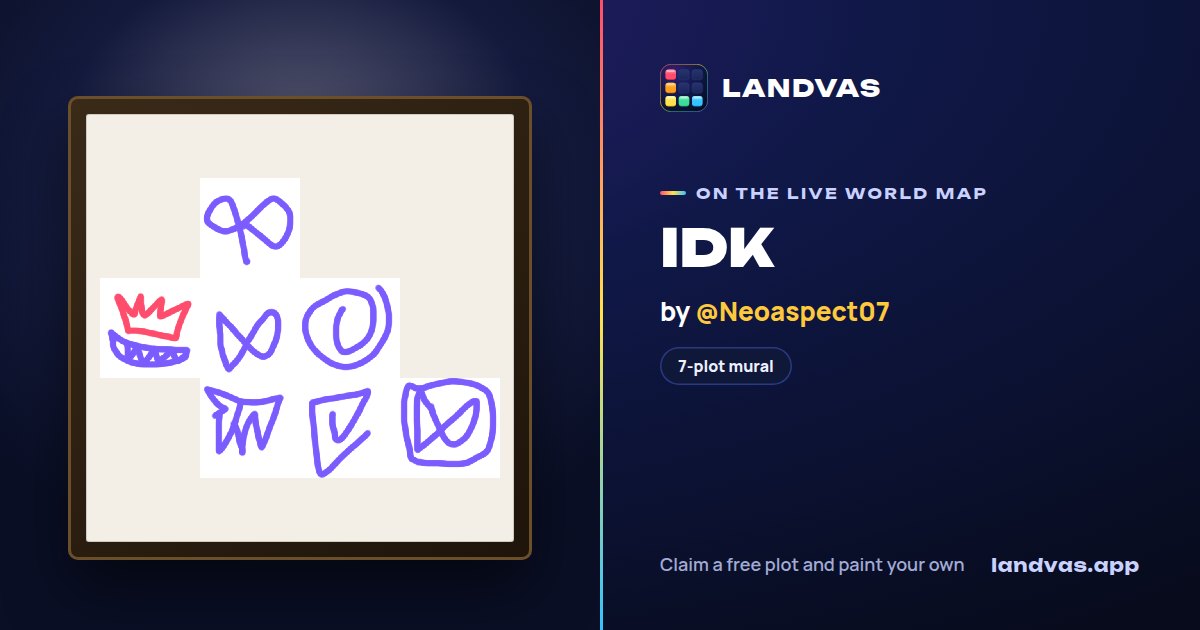 LANDVAS
ON THE LIVE WORLD MAP
IDK
by @Neoaspect07
7-plot mural
Claim a free plot and paint your own landvas.app